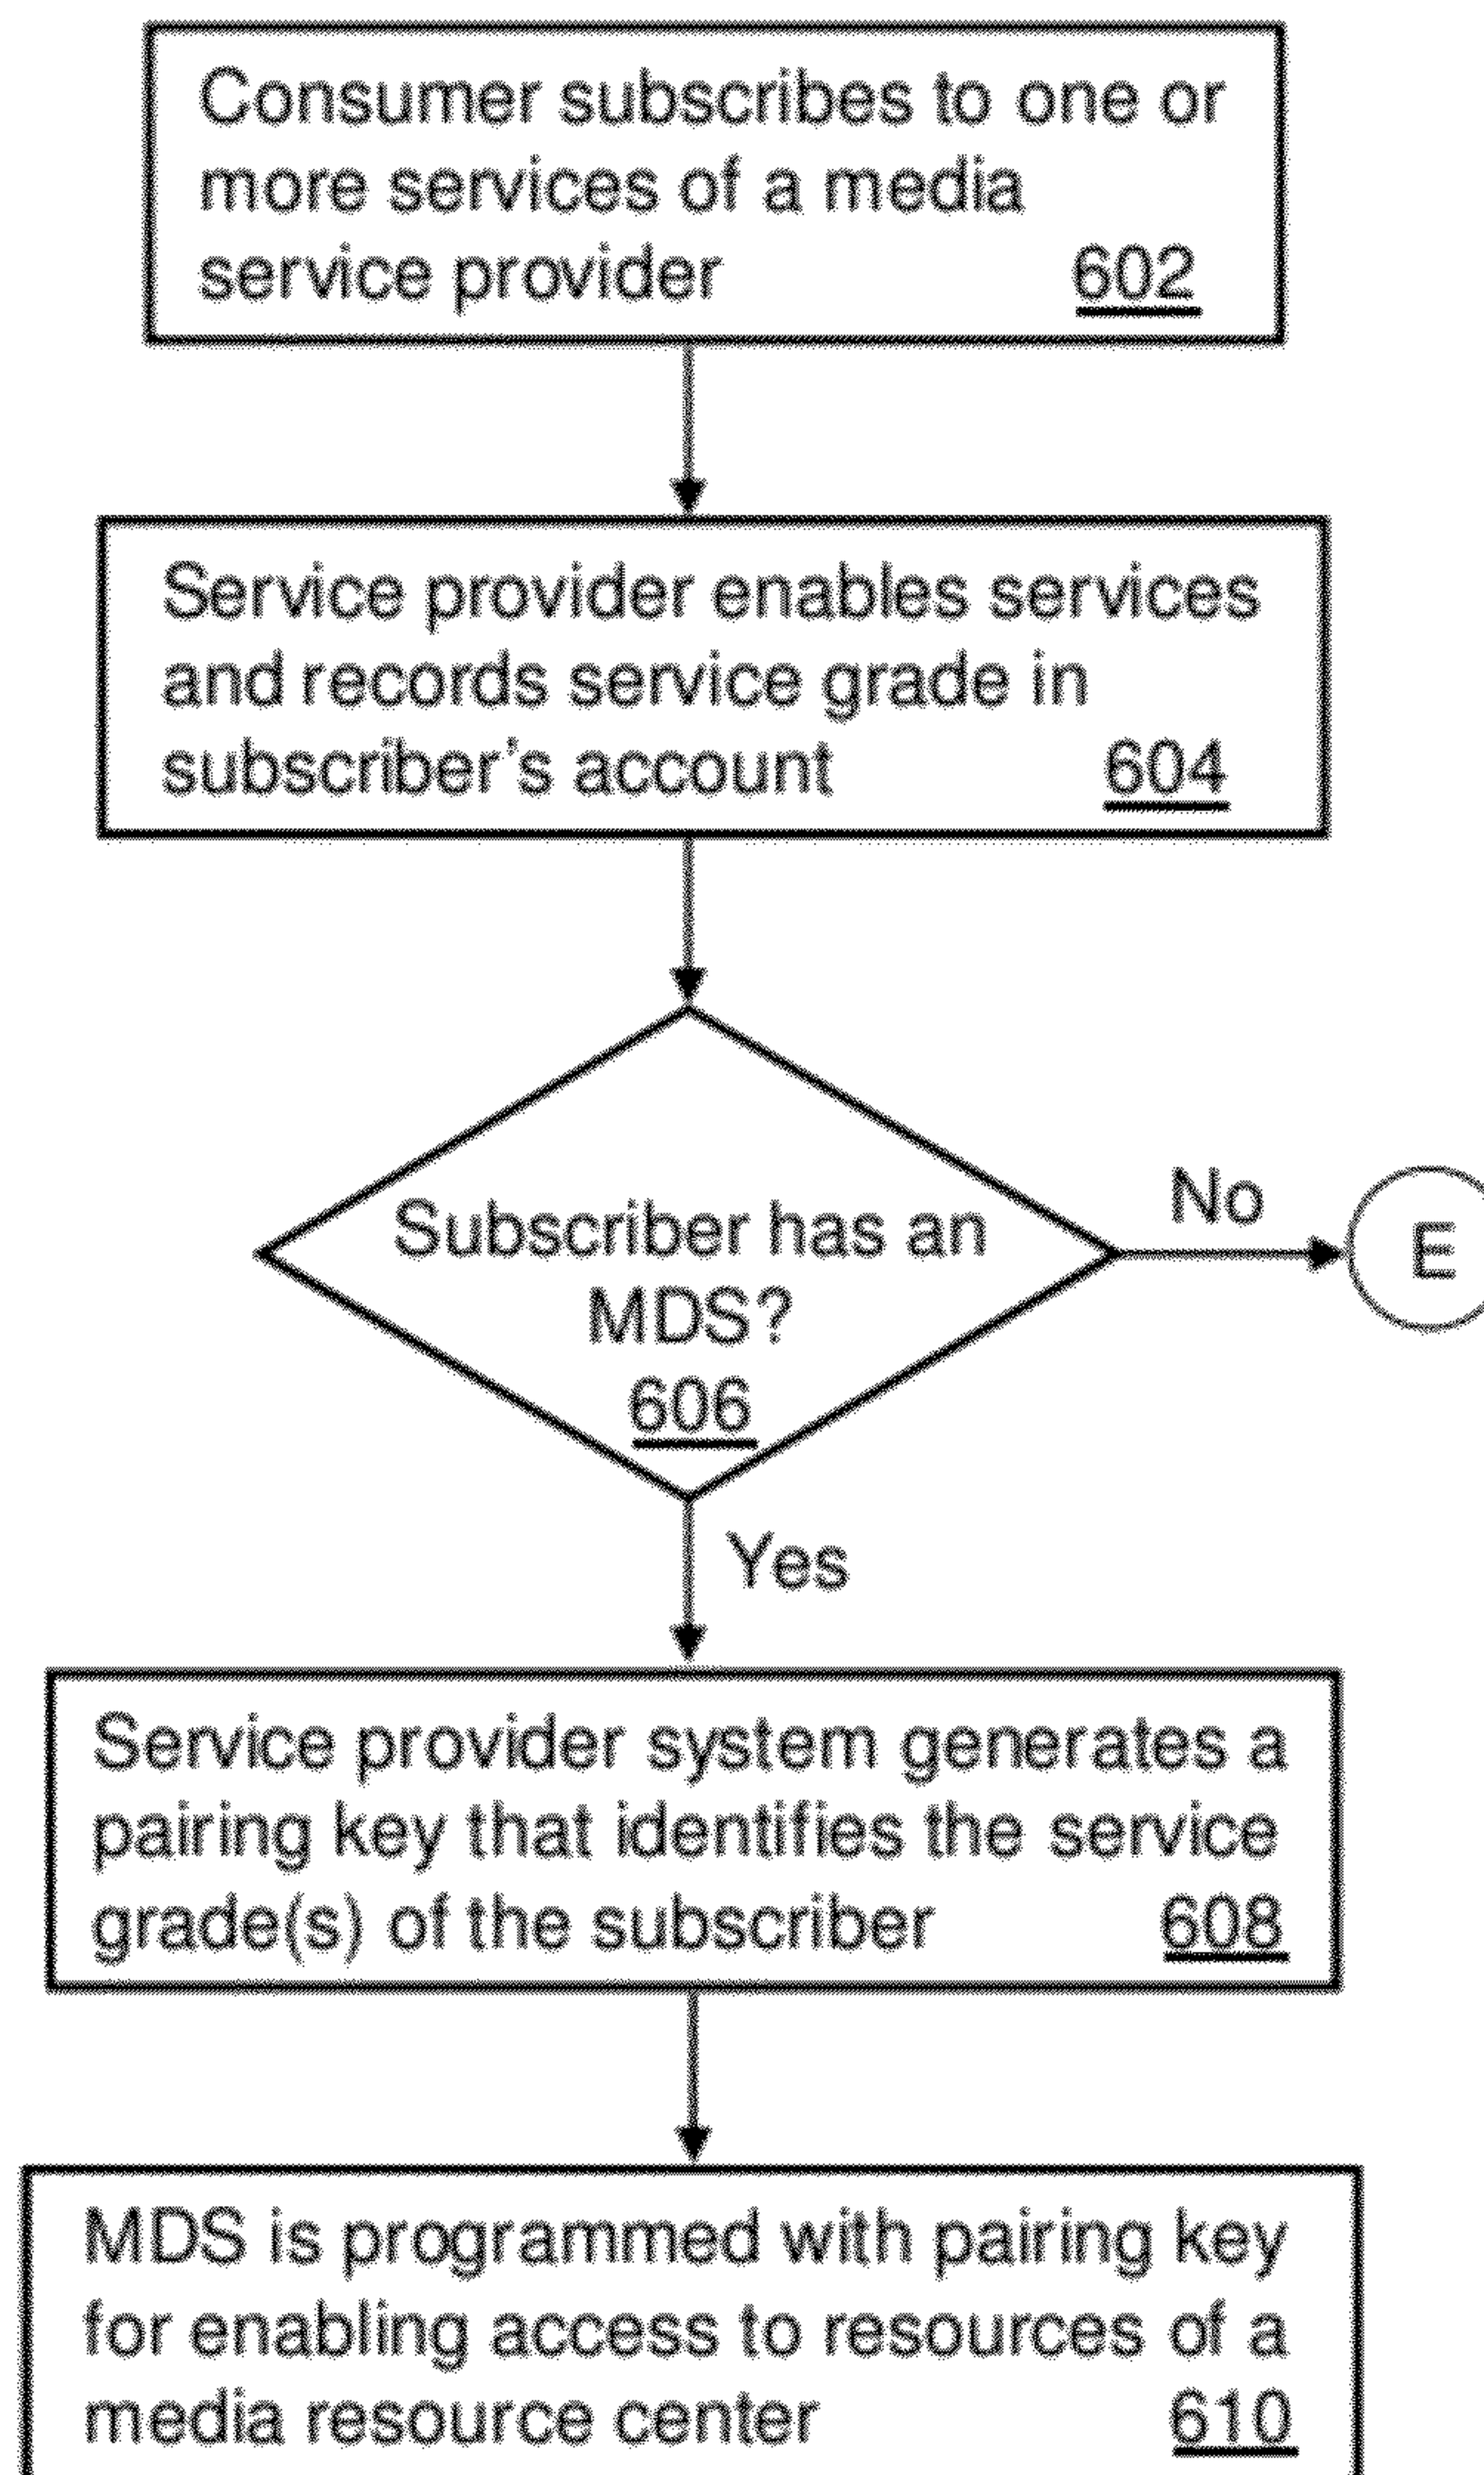 Consumer subscribes to one or
more services of a media
service provider 602
Service provider enables services
and records service grade in
subscriber's account 604
Subscriber has an
MDS?
606
No
E
Yes
Service provider system generates a
pairing key that identifies the service
grade(s) of the subscriber 608
MDS is programmed with pairing key
for enabling access to resources of a
media resource center 610